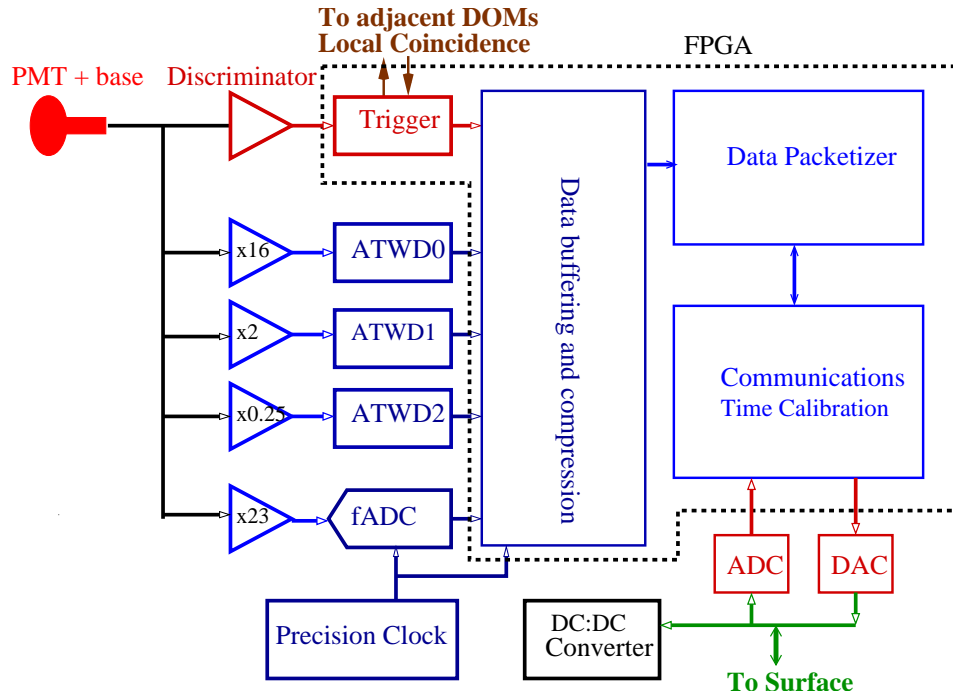 To adjacent DOMs
Local Coincidence
FPGA
PMT + base
Discriminator
Trigger
Data Packetizer
Data buffering and compression
x16
ATWD0
x2
ATWD1
x0.25
ATWD2
Communications
Time Calibration
x23
fADC
ADC
DAC
Precision Clock
DC:DC
Converter
To Surface